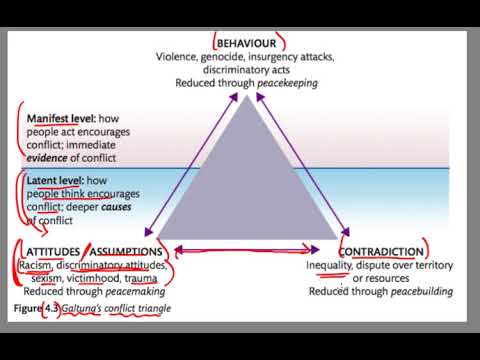 BEHAVIOUR
Violence, genocide, insurgency attacks,
discriminatory acts
Reduced through peacekeeping
Manifest level: how
people act encourages
conflict; immediate
evidence of conflict
Latent level: how
people think encourages
conflict; deeper causes
of conflict
ATTITUDES / ASSUMPTIONS
Racism, discriminatory attitudes,
sexism, victimhood, trauma
Reduced through peacemaking
CONTRADICTION
Inequality, dispute over territory
or resources
Reduced through peacebuilding
Figure 4.3 Galtung's conflict triangle